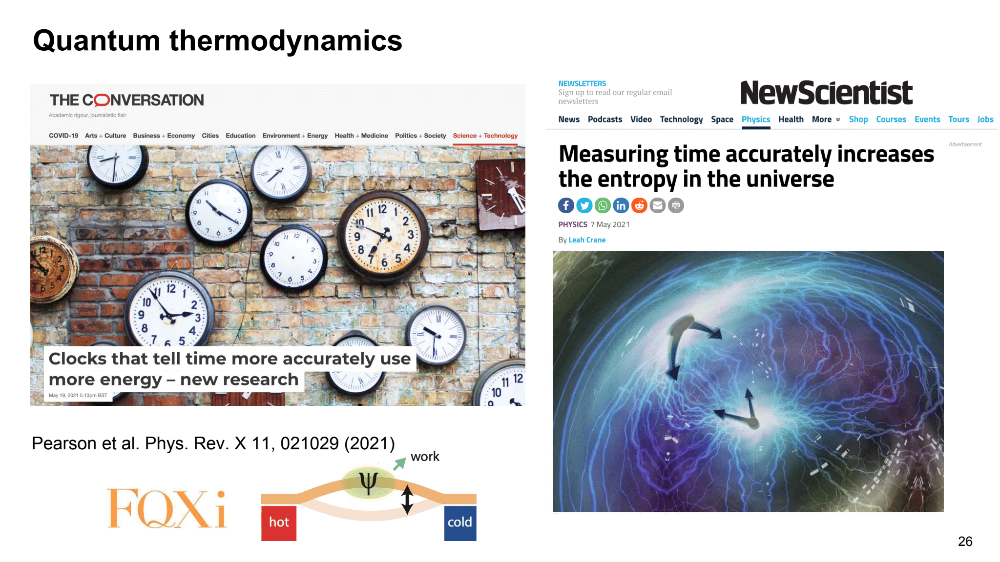 Quantum thermodynamics
THE CONVERSATION
Academic rigour, journalistic flair
COVID-19 Arts + Culture Business + Economy Cities Education Environment + Energy Health + Medicine Politics + Society Science + Technology
Clocks that tell time more accurately use
more energy – new research
May 19, 2021 5.13pm BST
NEWSLETTERS
Sign up to read our regular email
newsletters
NewScientist
News Podcasts Video Technology Space Physics Health More Shop Courses Events Tours Jobs
Advertisement
Measuring time accurately increases
the entropy in the universe
PHYSICS 7 May 2021
By Leah Crane
Pearson et al. Phys. Rev. X 11, 021029 (2021)
FQXi
work
ψ
hot
cold
26